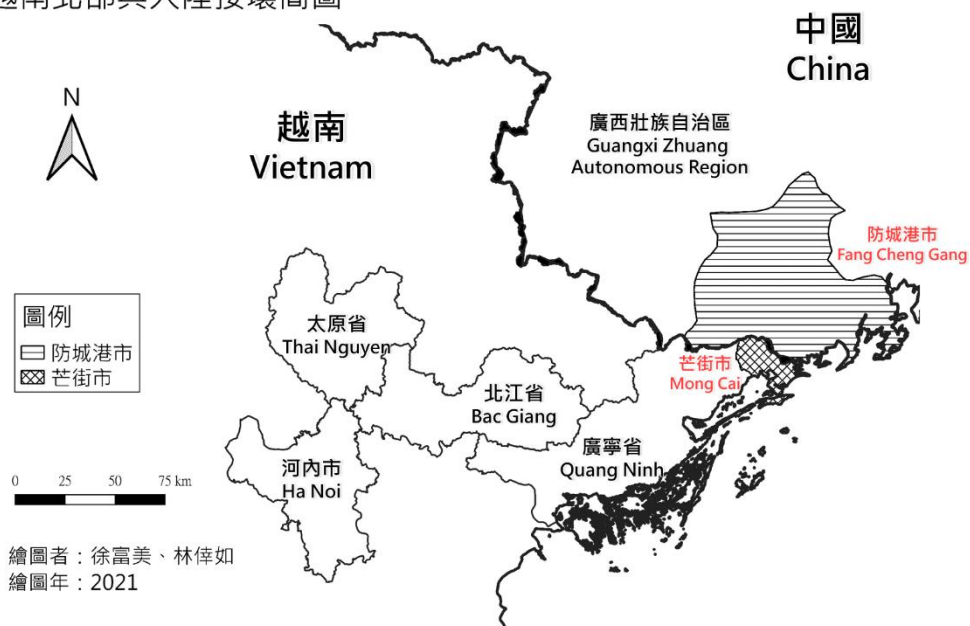 越南北部與大陸接壤簡圖
中國
China
N
越南
Vietnam
廣西壯族自治區
Guangxi Zhuang
Autonomous Region
防城港市
Fang Cheng Gang
圖例
防城港市
芒街市
太原省
Thai Nguyen
芒街市
Mong Cai
北江省
Bac Giang
廣寧省
Quang Ninh
河內市
Ha Noi
0 25 50 75 km
繪圖者：徐富美、林倖如
繪圖年：2021